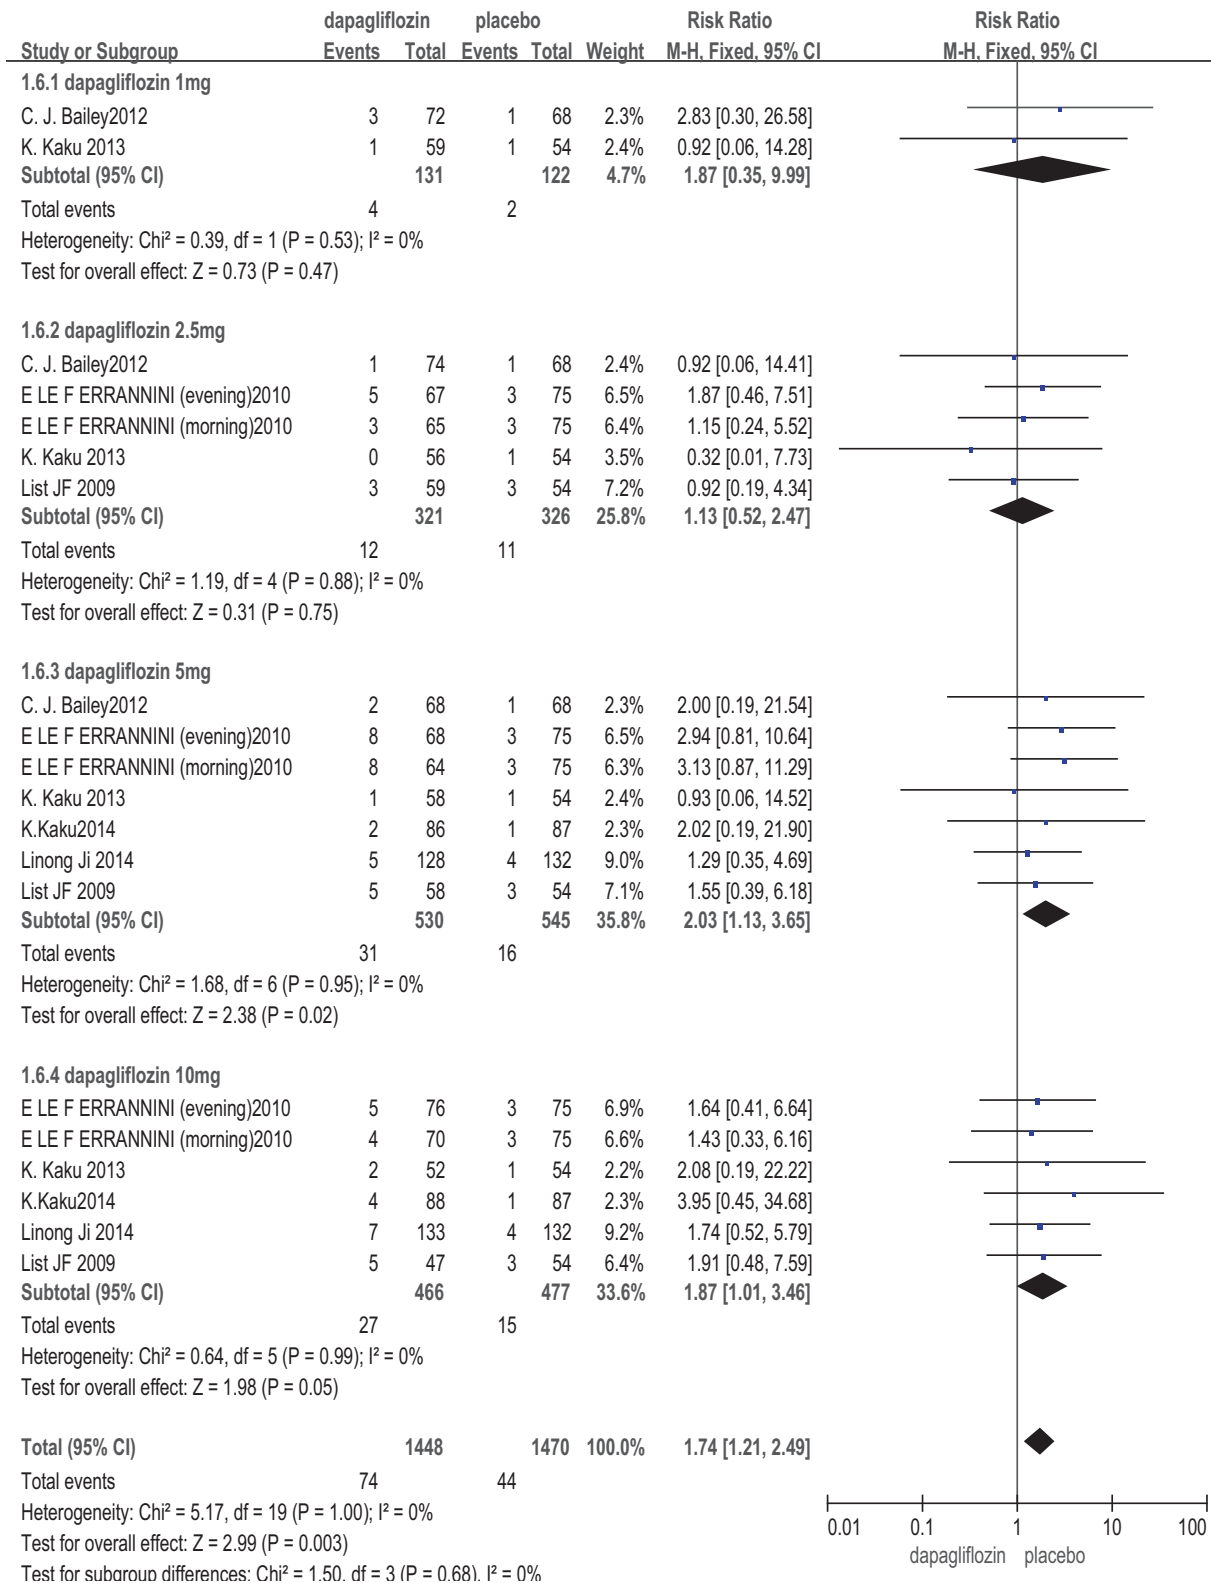 dapagliflozin placebo Risk Ratio Risk Ratio
Study or Subgroup Events Total Events Total Weight M-H, Fixed, 95% CI M-H, Fixed, 95% CI
1.6.1 dapagliflozin 1mg
C. J. Bailey2012 3 72 1 68 2.3% 2.83 [0.30, 26.58]
K. Kaku 2013 1 59 1 54 2.4% 0.92 [0.06, 14.28]
Subtotal (95% CI) 131 122 4.7% 1.87 [0.35, 9.99]
Total events 4 2
Heterogeneity: Chi² = 0.39, df = 1 (P = 0.53); I² = 0%
Test for overall effect: Z = 0.73 (P = 0.47)
1.6.2 dapagliflozin 2.5mg
C. J. Bailey2012 1 74 1 68 2.4% 0.92 [0.06, 14.41]
E LE F ERRANNINI (evening)2010 5 67 3 75 6.5% 1.87 [0.46, 7.51]
E LE F ERRANNINI (morning)2010 3 65 3 75 6.4% 1.15 [0.24, 5.52]
K. Kaku 2013 0 56 1 54 3.5% 0.32 [0.01, 7.73]
List JF 2009 3 59 3 54 7.2% 0.92 [0.19, 4.34]
Subtotal (95% CI) 321 326 25.8% 1.13 [0.52, 2.47]
Total events 12 11
Heterogeneity: Chi² = 1.19, df = 4 (P = 0.88); I² = 0%
Test for overall effect: Z = 0.31 (P = 0.75)
1.6.3 dapagliflozin 5mg
C. J. Bailey2012 2 68 1 68 2.3% 2.00 [0.19, 21.54]
E LE F ERRANNINI (evening)2010 8 68 3 75 6.5% 2.94 [0.81, 10.64]
E LE F ERRANNINI (morning)2010 8 64 3 75 6.3% 3.13 [0.87, 11.29]
K. Kaku 2013 1 58 1 54 2.4% 0.93 [0.06, 14.52]
K.Kaku2014 2 86 1 87 2.3% 2.02 [0.19, 21.90]
Linong Ji 2014 5 128 4 132 9.0% 1.29 [0.35, 4.69]
List JF 2009 5 58 3 54 7.1% 1.55 [0.39, 6.18]
Subtotal (95% CI) 530 545 35.8% 2.03 [1.13, 3.65]
Total events 31 16
Heterogeneity: Chi² = 1.68, df = 6 (P = 0.95); I² = 0%
Test for overall effect: Z = 2.38 (P = 0.02)
1.6.4 dapagliflozin 10mg
E LE F ERRANNINI (evening)2010 5 76 3 75 6.9% 1.64 [0.41, 6.64]
E LE F ERRANNINI (morning)2010 4 70 3 75 6.6% 1.43 [0.33, 6.16]
K. Kaku 2013 2 52 1 54 2.2% 2.08 [0.19, 22.22]
K.Kaku2014 4 88 1 87 2.3% 3.95 [0.45, 34.68]
Linong Ji 2014 7 133 4 132 9.2% 1.74 [0.52, 5.79]
List JF 2009 5 47 3 54 6.4% 1.91 [0.48, 7.59]
Subtotal (95% CI) 466 477 33.6% 1.87 [1.01, 3.46]
Total events 27 15
Heterogeneity: Chi² = 0.64, df = 5 (P = 0.99); I² = 0%
Test for overall effect: Z = 1.98 (P = 0.05)
Total (95% CI) 1448 1470 100.0% 1.74 [1.21, 2.49]
Total events 74 44
Heterogeneity: Chi² = 5.17, df = 19 (P = 1.00); I² = 0%
Test for overall effect: Z = 2.99 (P = 0.003)
Test for subgroup differences: Chi² = 1.50, df = 3 (P = 0.68), I² = 0%
0.01 0.1 1 10 100
dapagliflozin placebo